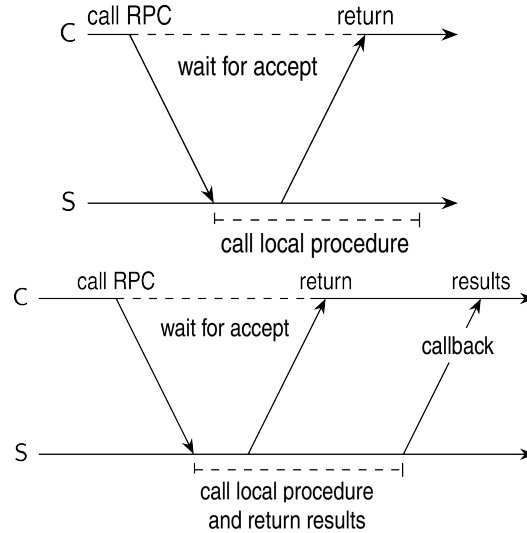 call RPC return
C
wait for accept
S
call local procedure
call RPC return results
C
wait for accept callback
S
call local procedure
and return results